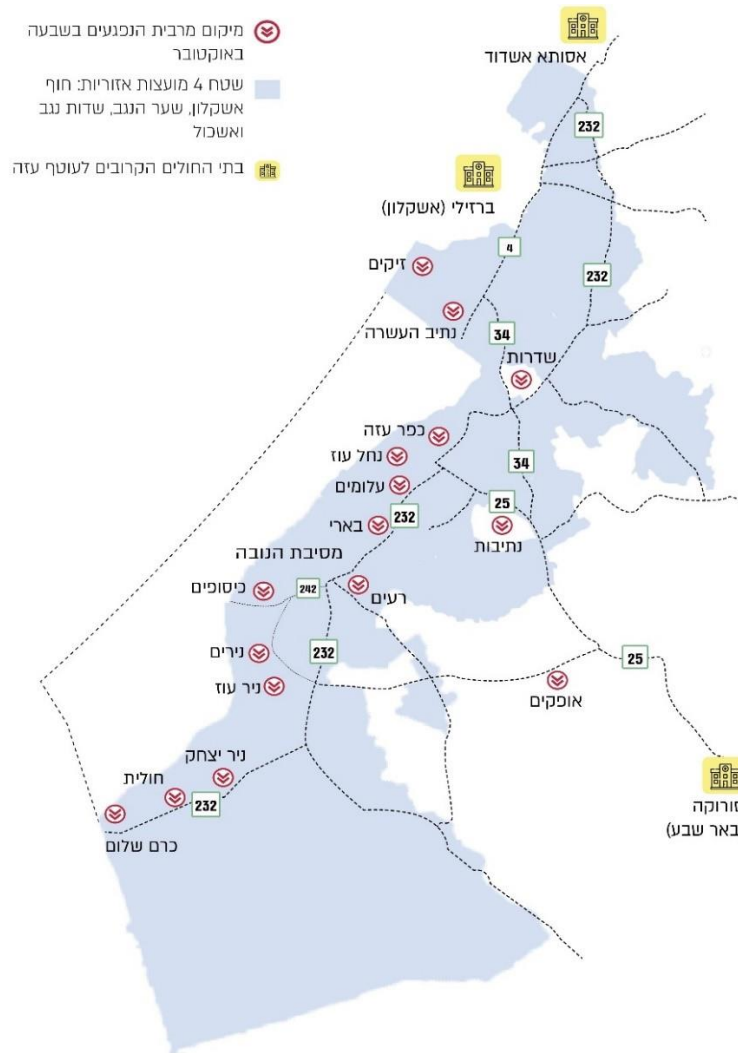 מיקום מרבית הנפגעים בשבעה
באוקטובר
שטח 4 מועצות אזוריות: חוף
אשקלון, שער הנגב, שדות נגב
ואשכול
בתי החולים הקרובים לעוטף עזה
אסותא אשדוד
232
ברזילי (אשקלון)
4
זיקים
232
נתיב העשרה
34
שדרות
כפר עזה
נחל עוז
34
עלומים
25
232
בארי
נתיבות
מסיבת הנובה
כיסופים
242
רעים
נירים
232
25
ניר עוז
אופקים
ניר יצחק
חולית
232
סורוקה
כרם שלום
בבאר שבע)